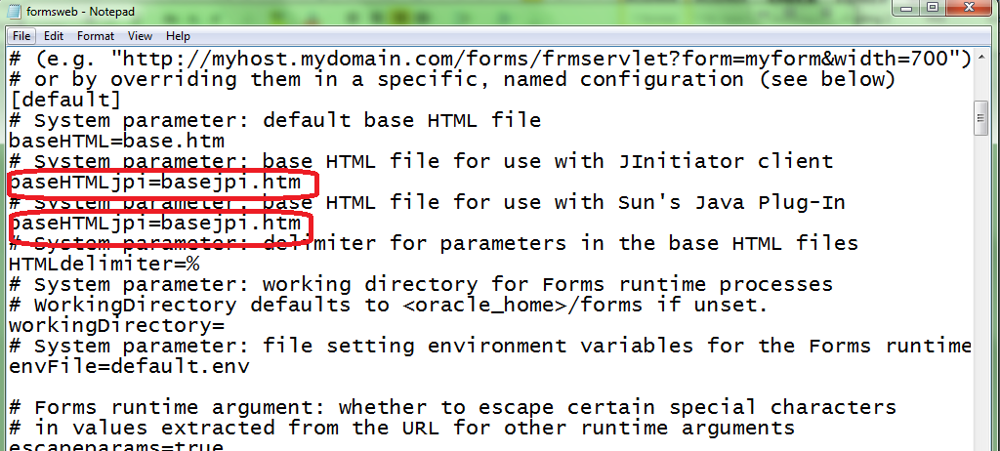 formsweb - Notepad
File Edit Format View Help
# (e.g. "http://myhost.mydomain.com/forms/frmservlet?form=myform&width=700")
# or by overriding them in a specific, named configuration (see below)
[default]
# System parameter: default base HTML file
baseHTML=base.htm
# System parameter: base HTML file for use with JInitiator client
baseHTMLjpi=basejpi.htm
# System parameter: base HTML file for use with Sun's Java Plug-In
baseHTMLjpi=basejpi.htm
# System parameter: delimiter for parameters in the base HTML files
HTMLdelimiter=%
# System parameter: working directory for Forms runtime processes
# WorkingDirectory defaults to <oracle_home>/forms if unset.
workingDirectory=
# System parameter: file setting environment variables for the Forms runtime
envFile=default.env
# Forms runtime argument: whether to escape certain special characters
# in values extracted from the URL for other runtime arguments
escapeparams=true